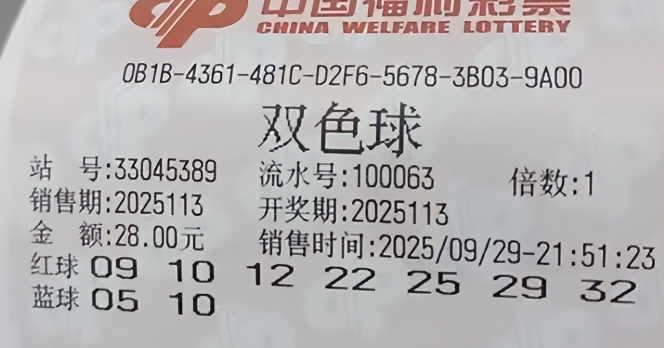 中国福利彩票
CHINA WELFARE LOTTERY
0B1B-4361-481C-D2F6-5678-3B03-9A00
双色球
站 号:33045389 流水号:100063 倍数:1
销售期:2025113 开奖期:2025113
金 额:28.00元 销售时间:2025/09/29-21:51:23
红球 09 10 12 22 25 29 32
蓝球 05 10